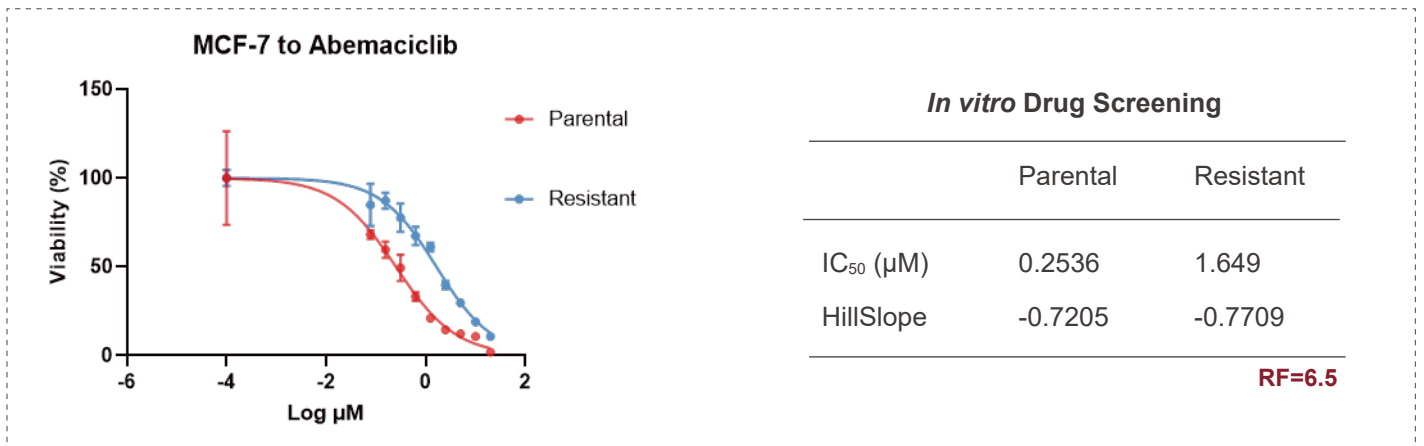 MCF-7 to Abemaciclib
150
100
50
0
Viability (%)
-6 -4 -2 0 2
Log µM
Parental
Resistant
In vitro Drug Screening
Parental Resistant
IC₅₀ (µM) 0.2536 1.649
HillSlope -0.7205 -0.7709
RF=6.5